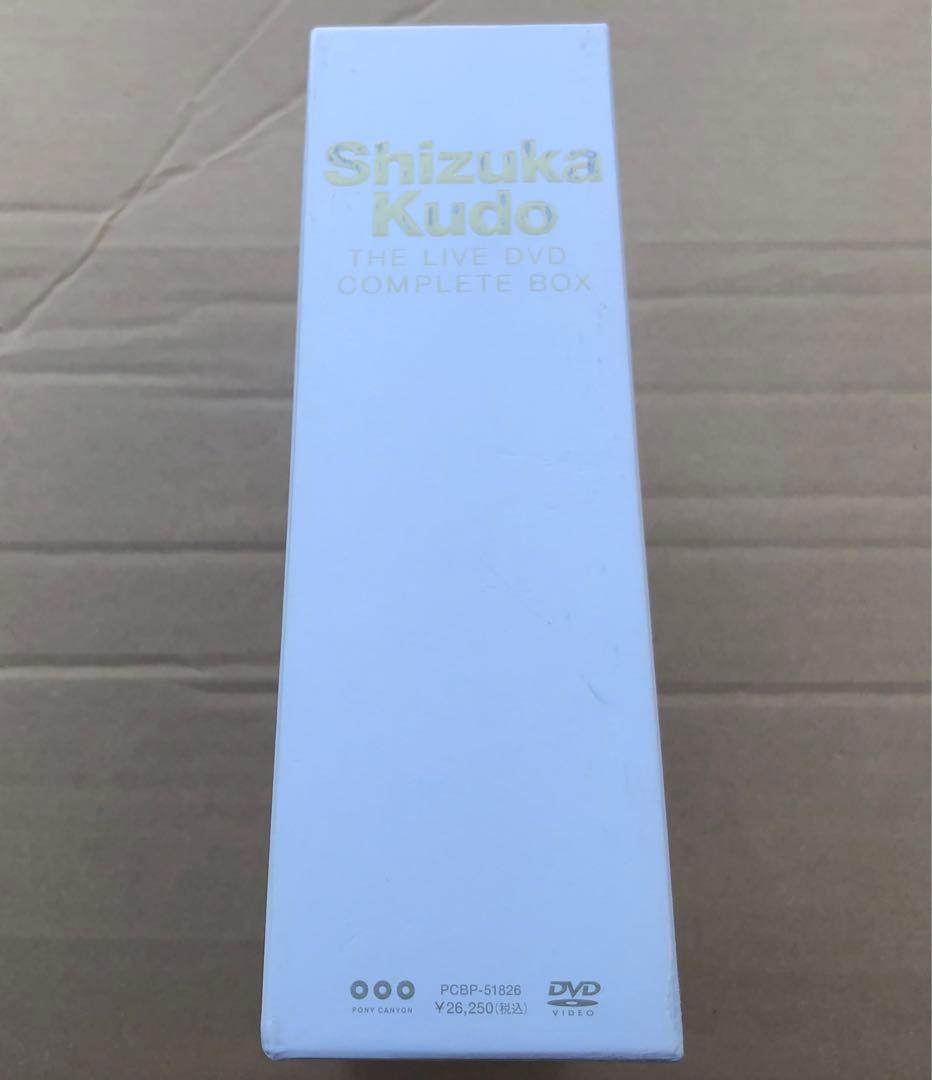 Shizuka
Kudo
THE LIVE DVD
COMPLETE BOX
PONY CANYON
PCBP-51826
¥26,250(税込)
DVD
VIDEO